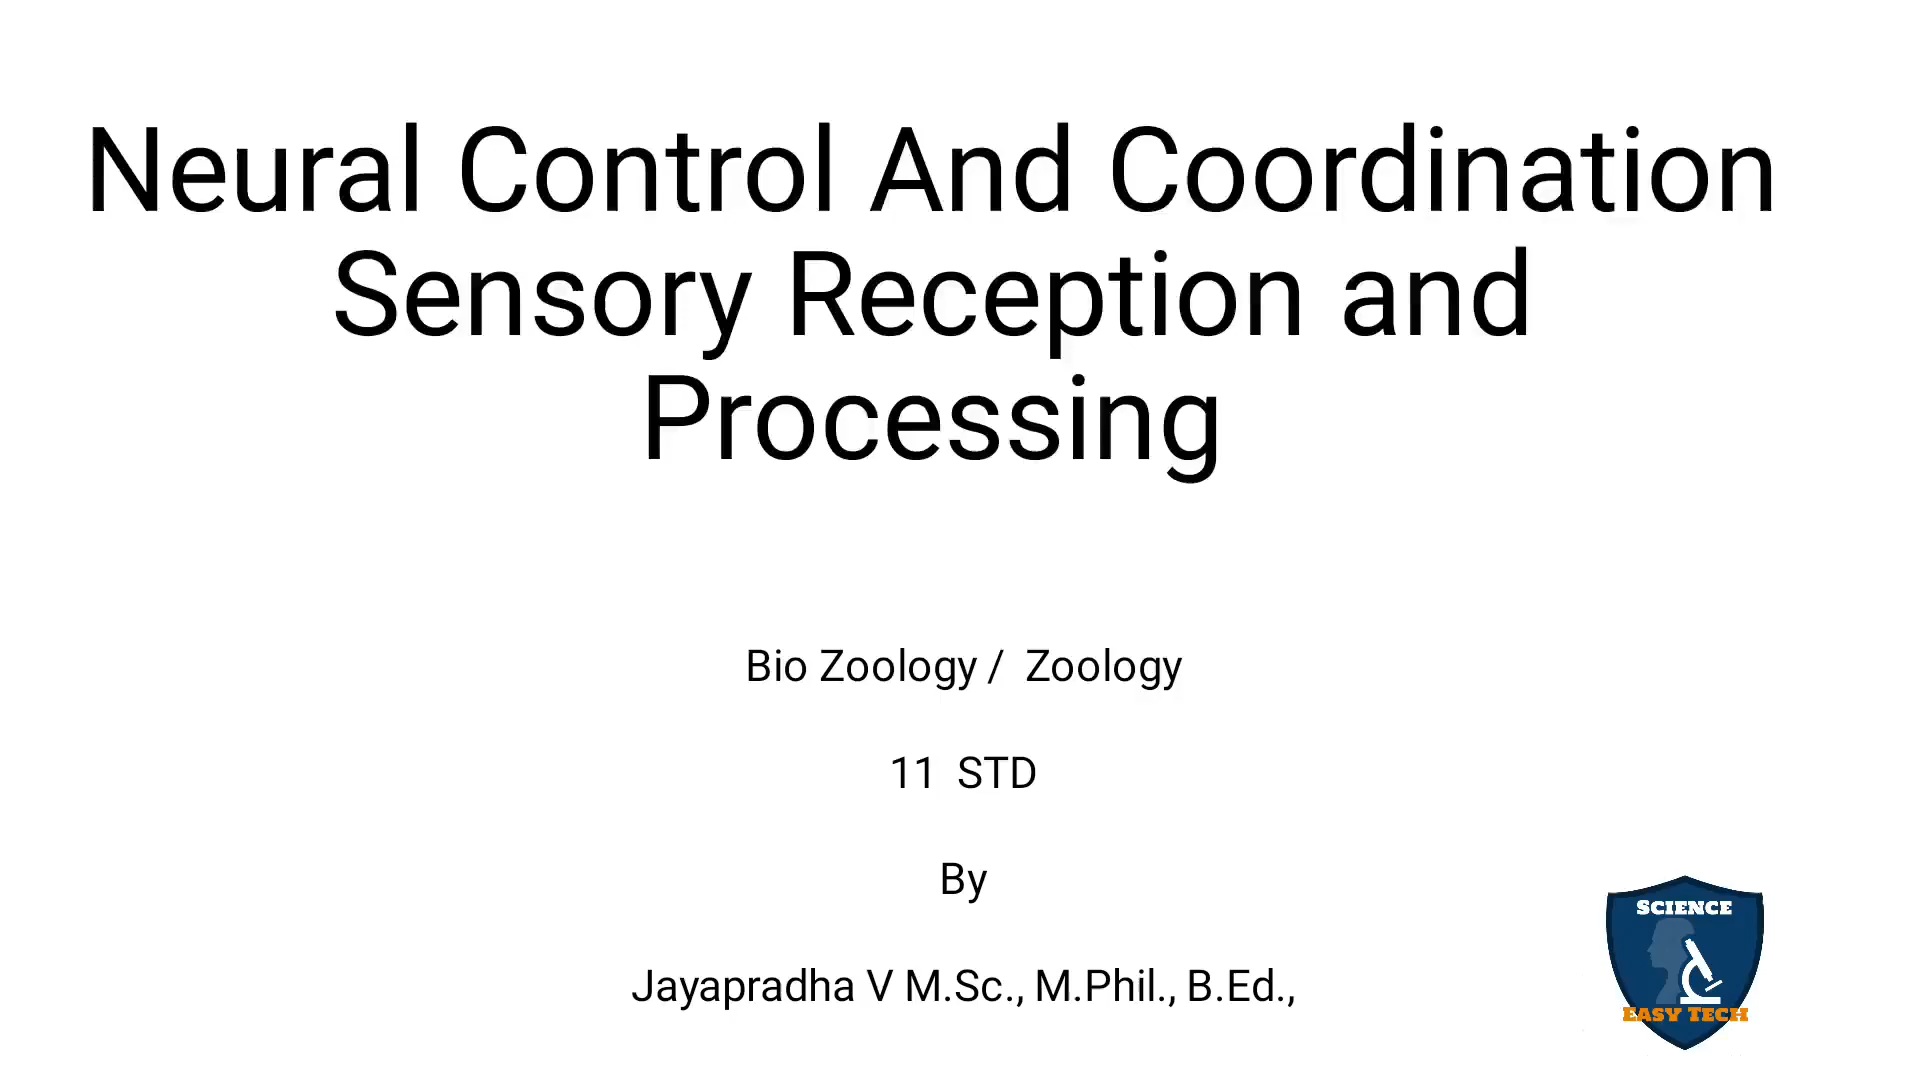 Neural Control And Coordination
Sensory Reception and
Processing
Bio Zoology /  Zoology
11  STD
By
Jayapradha V M.Sc., M.Phil., B.Ed.,
SCIENCE
EASY TECH